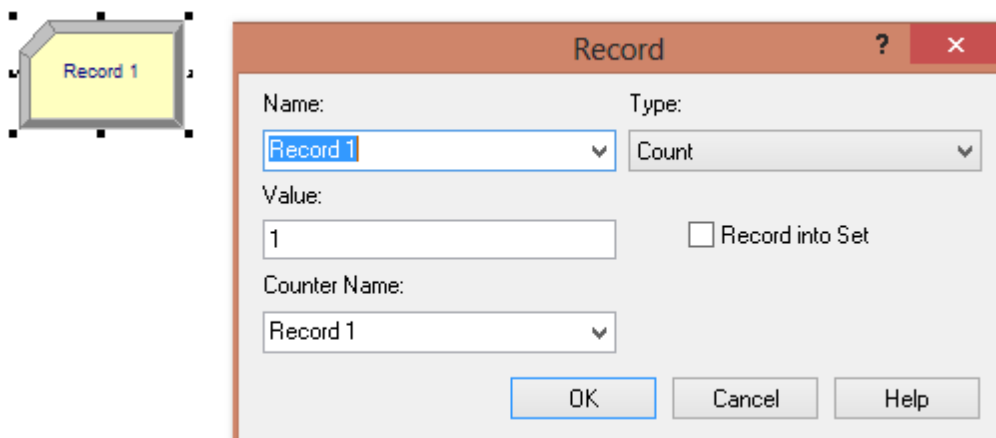 Record 1
Record ? ×
Name: Type:
Record 1 Count
Value:
1 Record into Set
Counter Name:
Record 1
OK Cancel Help